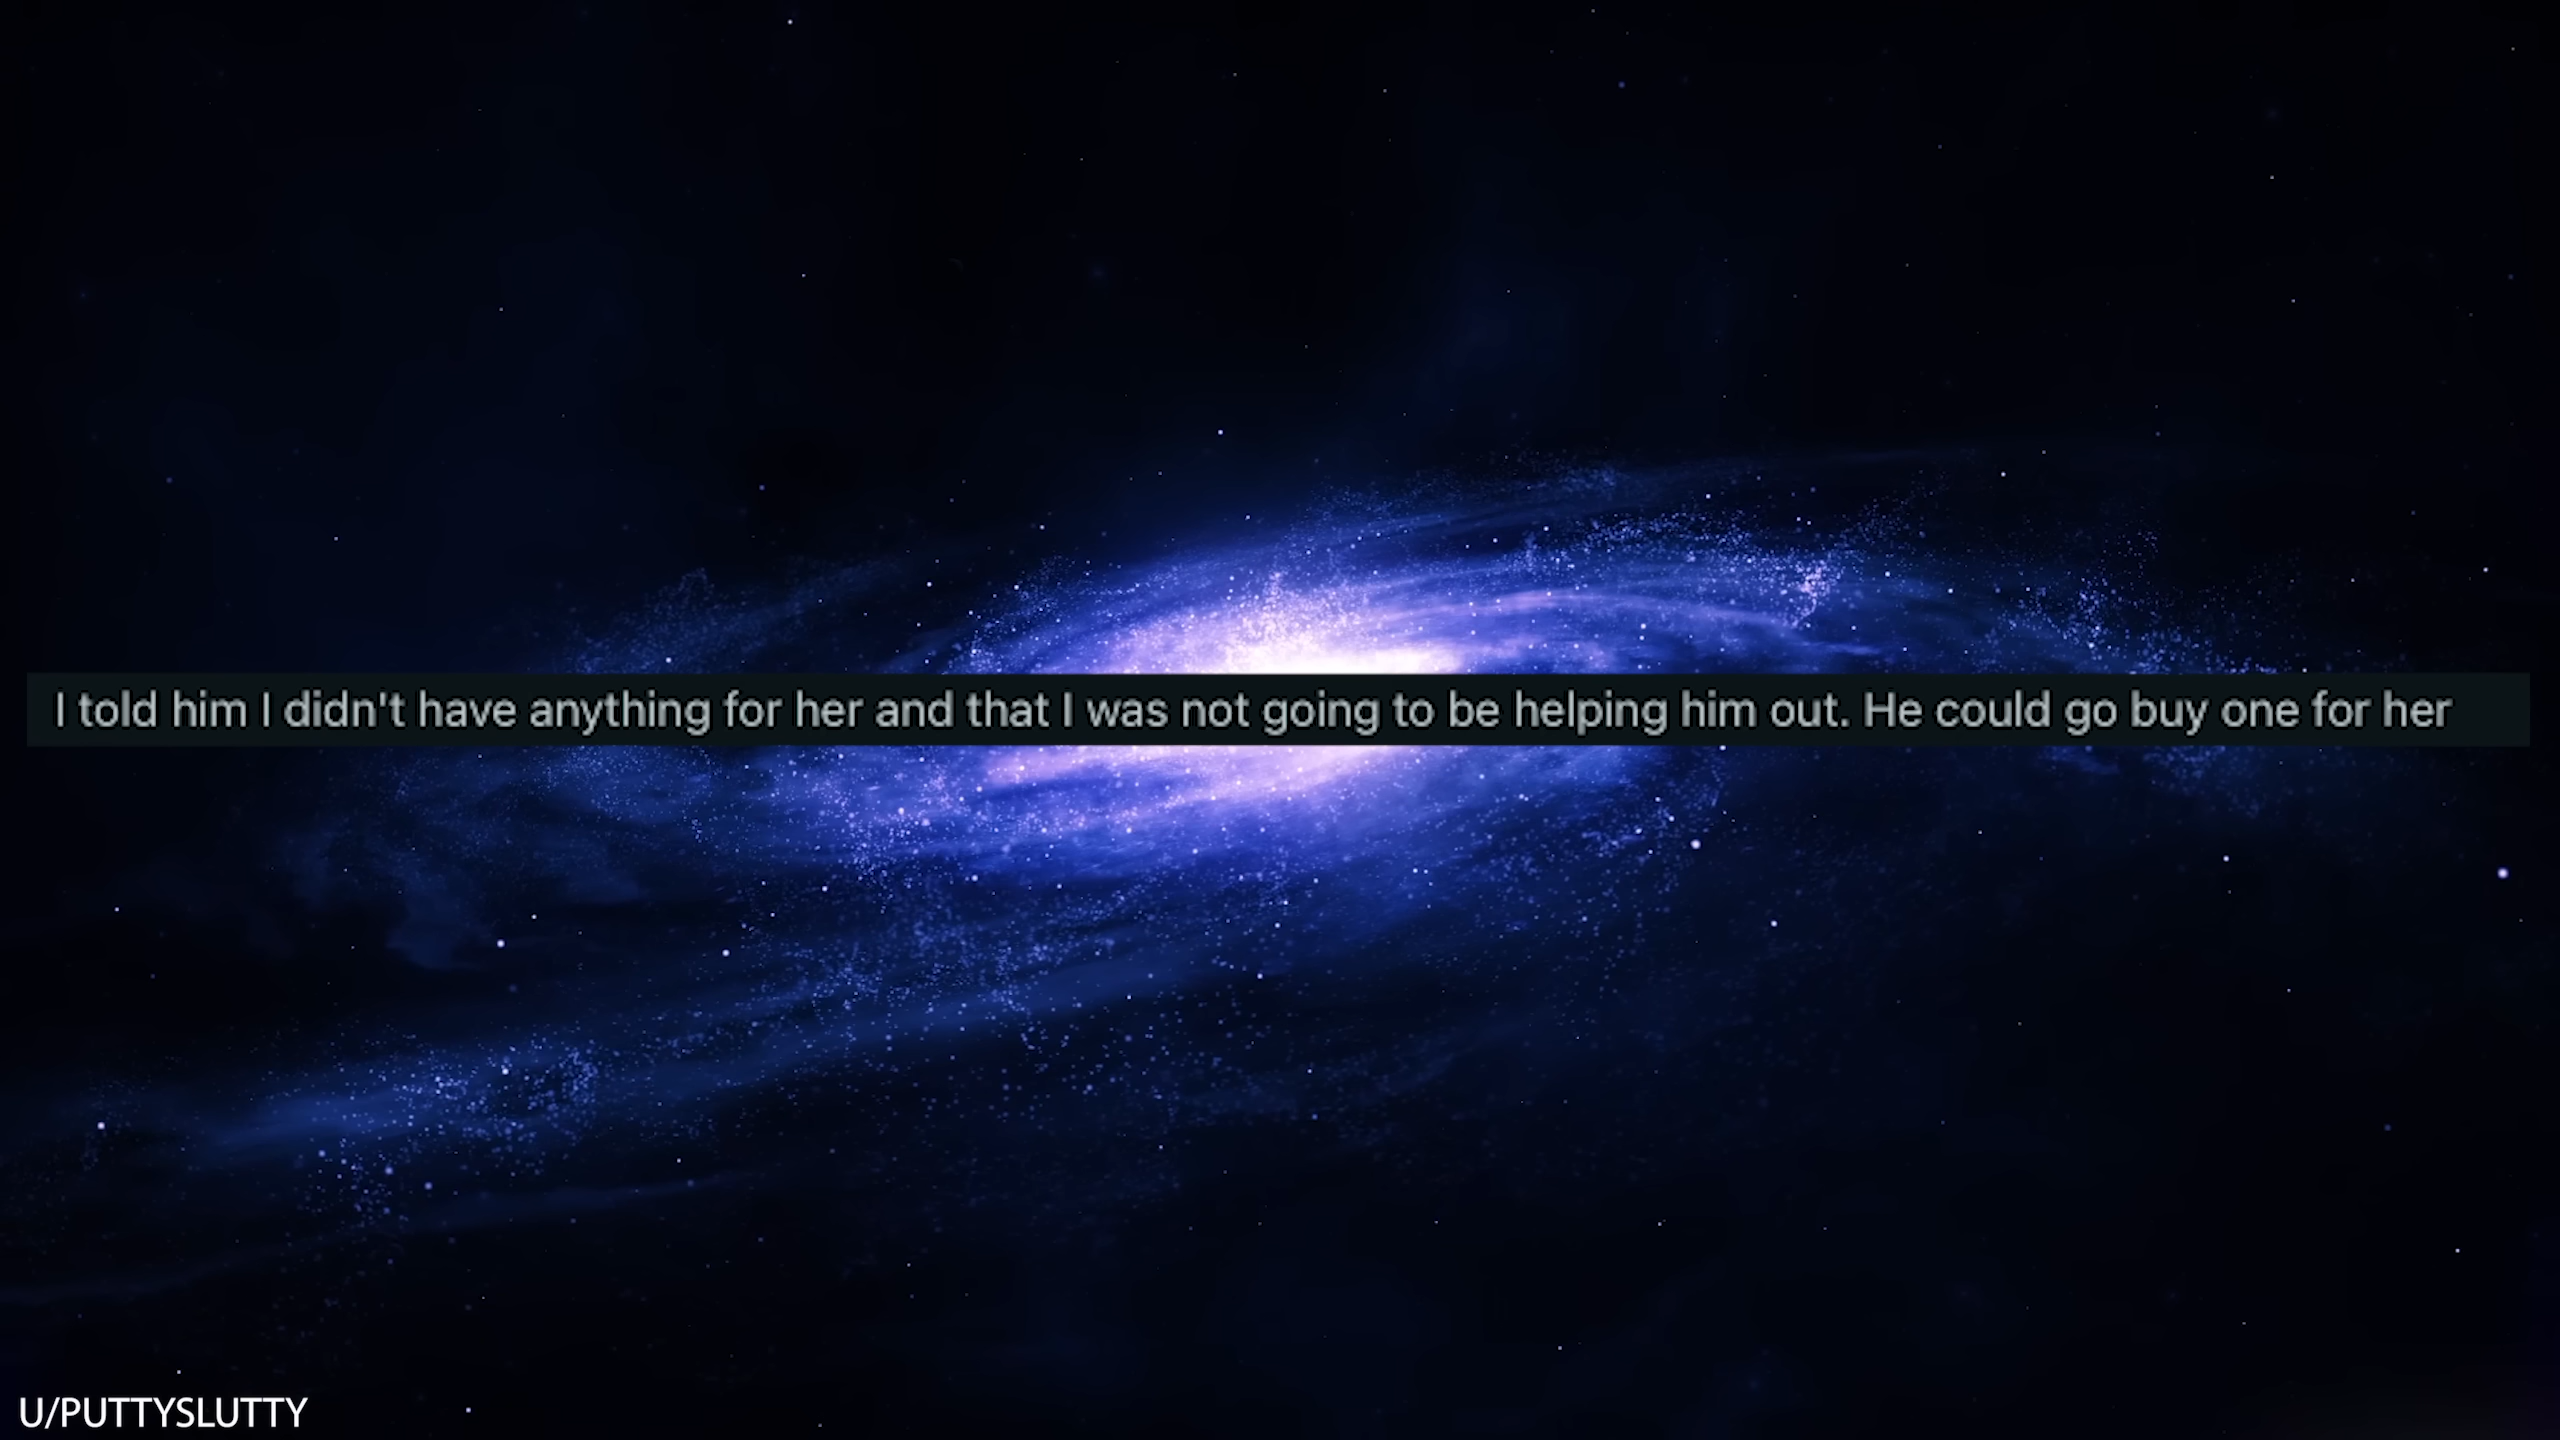 I told him I didn't have anything for her and that I was not going to be helping him out. He could go buy one for her
U/PUTTYSLUTTY